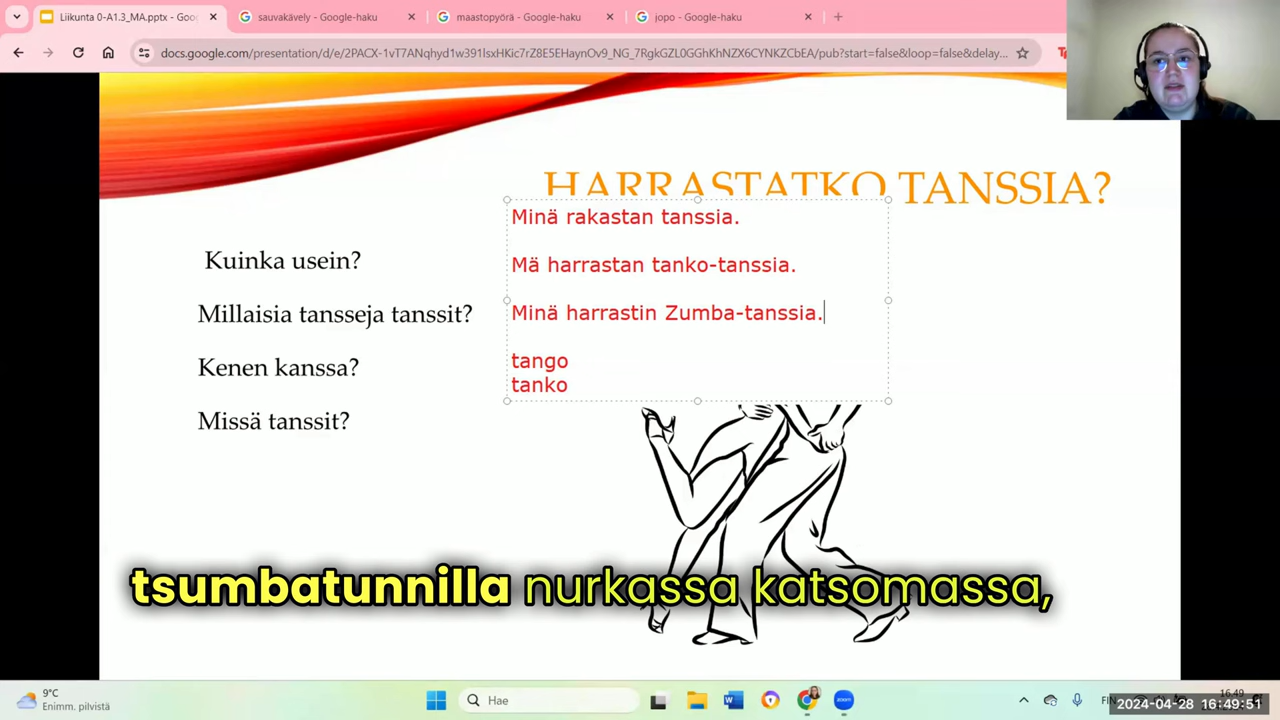 Liikunta 0-A1.3_MA.pptx - Goo
sauvakävely - Google-haku
maastopyörä - Google-haku
jopo - Google-haku
docs.google.com/presentation/d/e/2PACX-1vT7ANqhyd1w391lsxHKic7rZ8E5EHaynOv9_NG_7RgkGZL0GGhKhNZX6CYNKZCbEA/pub?start=false&loop=false&delay...
HARRASTATKO TANSSIA?
Minä rakastan tanssia.
Kuinka usein?
Mä harrastan tanko-tanssia.
Millaisia tansseja tanssit?
Minä harrastin Zumba-tanssia.
Kenen kanssa?
tango
tanko
Missä tanssit?
tsumbatunnilla nurkassa katsomassa,
9°C
Enimm. pilvistä
Hae
FIN
16.49
2024-04-28 16:49:51